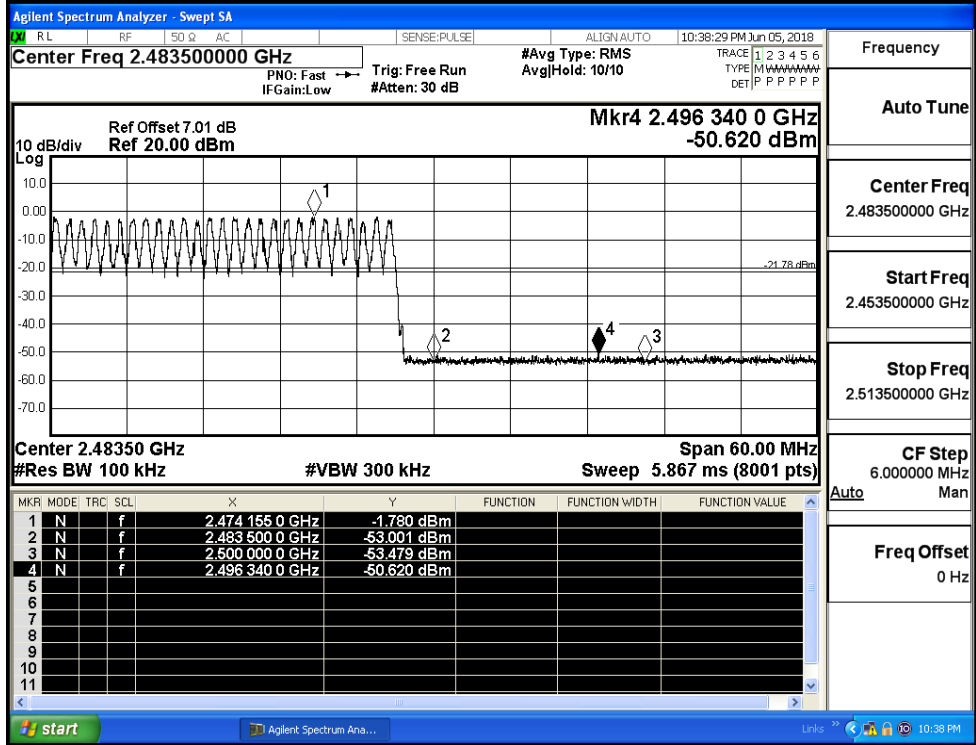 Agilent Spectrum Analyzer - Swept SA
LXI RL RF 50 Ω AC SENSE:PULSE ALIGN AUTO 10:38:29 PM Jun 05, 2018
Center Freq 2.483500000 GHz
PNO: Fast
IFGain:Low
Trig: Free Run
#Atten: 30 dB
#Avg Type: RMS
Avg|Hold: 10/10
TRACE 1 2 3 4 5 6
TYPE M WWWWW
DET P P P P P P
Ref Offset 7.01 dB
10 dB/div Ref 20.00 dBm
Log
Mkr4 2.496 340 0 GHz
-50.620 dBm
10.0
0.00
-10.0
-20.0
-30.0
-40.0
-50.0
-60.0
-70.0
1
2
4
3
-21.78 dBm
Center 2.48350 GHz Span 60.00 MHz
#Res BW 100 kHz #VBW 300 kHz Sweep 5.867 ms (8001 pts)
MKR MODE TRC SCL X Y FUNCTION FUNCTION WIDTH FUNCTION VALUE
1 N f 2.474 155 0 GHz -1.780 dBm
2 N f 2.483 500 0 GHz -53.001 dBm
3 N f 2.500 000 0 GHz -53.479 dBm
4 N f 2.496 340 0 GHz -50.620 dBm
5
6
7
8
9
10
11
Frequency
Auto Tune
Center Freq
2.483500000 GHz
Start Freq
2.453500000 GHz
Stop Freq
2.513500000 GHz
CF Step
6.000000 MHz
Auto Man
Freq Offset
0 Hz
start Agilent Spectrum Ana... Links » 10:38 PM